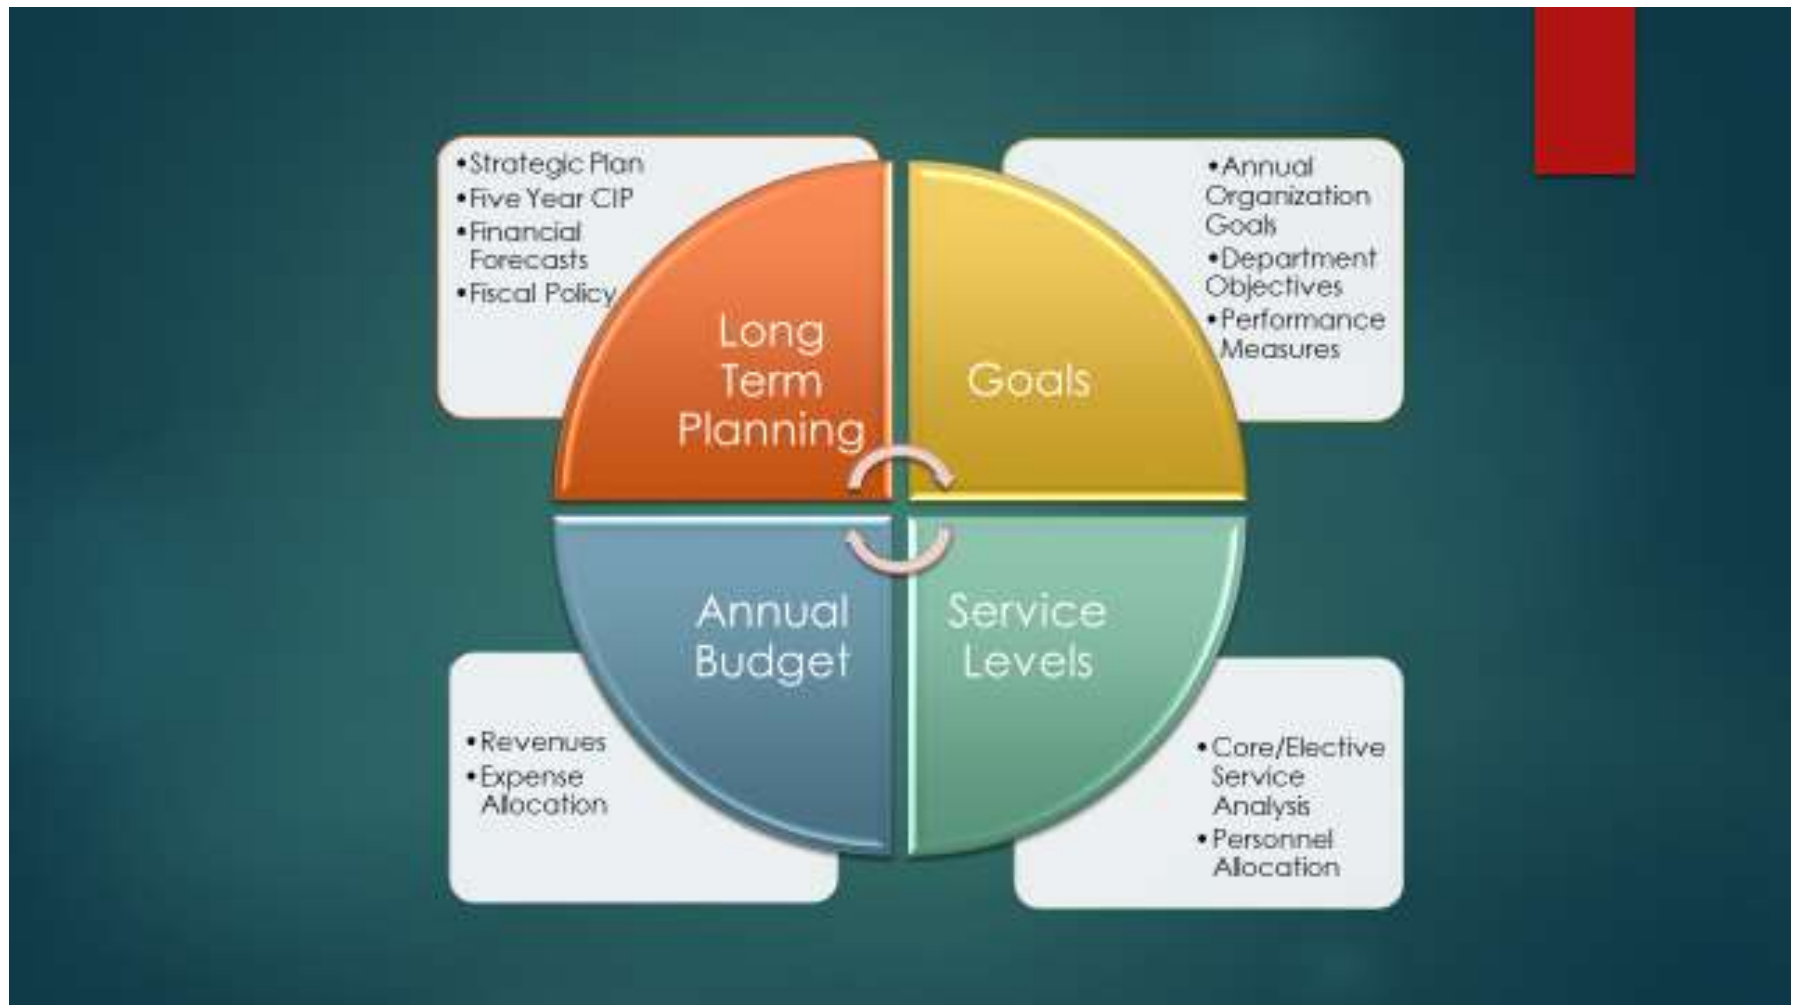 •Strategic Plan
•Five Year CIP
•Financial
Forecasts
•Fiscal Policy
•Annual
Organization
Goals
•Department
Objectives
•Performance
Measures
Long
Term
Planning
Goals
Annual
Budget
Service
Levels
•Revenues
•Expense
Allocation
•Core/Elective
Service
Analysis
•Personnel
Allocation